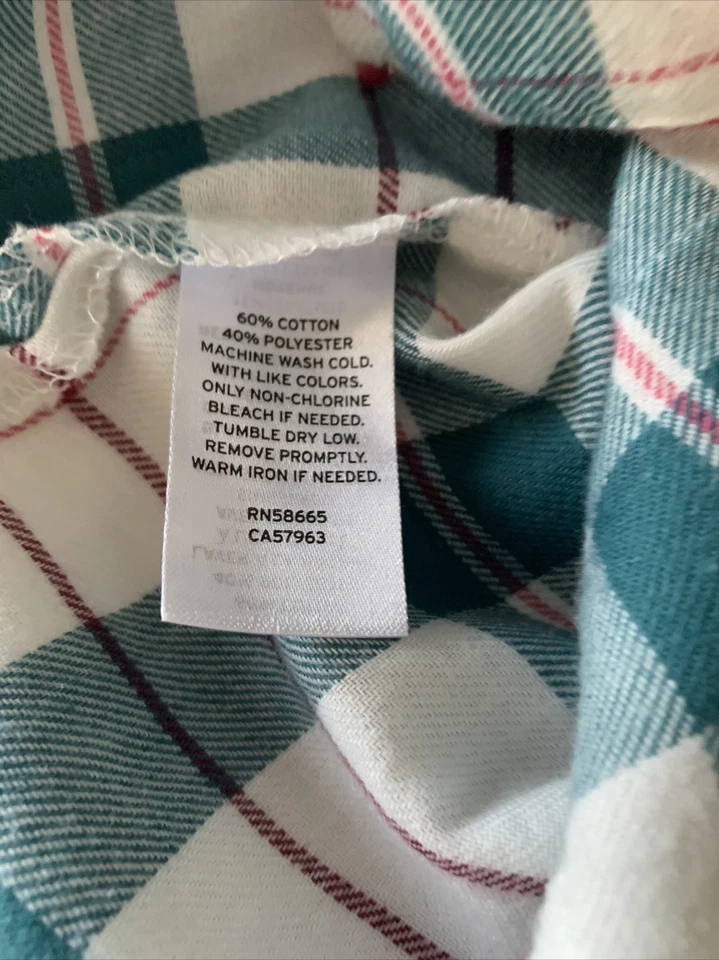 60% COTTON
40% POLYESTER
MACHINE WASH COLD.
WITH LIKE COLORS.
ONLY NON-CHLORINE
BLEACH IF NEEDED.
TUMBLE DRY LOW.
REMOVE PROMPTLY.
WARM IRON IF NEEDED.
RN58665
CA57963